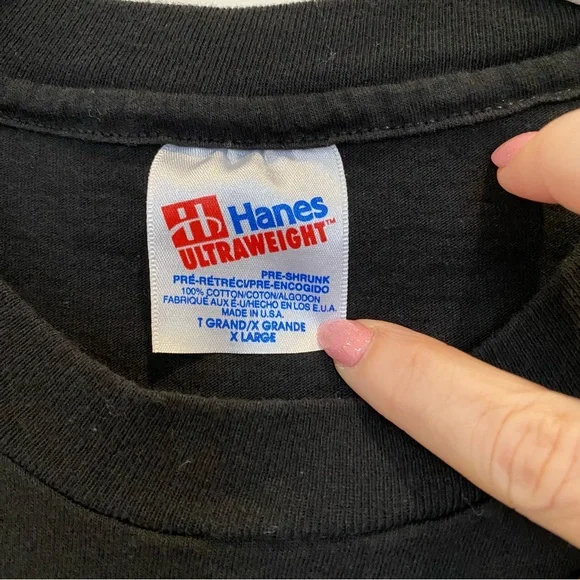 Hb Hanes
ULTRAWEIGHT™
PRE-SHRUNK
PRÉ-RÉTRÉCI/PRE-ENCOGIDO
100% COTTON/COTON/ALGODON
FABRIQUÉ AUX É-U/HECHO EN LOS E.U.A.
MADE IN U.S.A.
T GRAND/X GRANDE
X LARGE